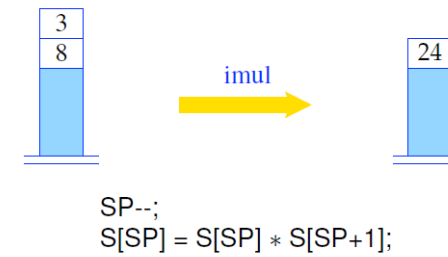 3
8
imul
24
SP--;
S[SP] = S[SP] ∗ S[SP+1];